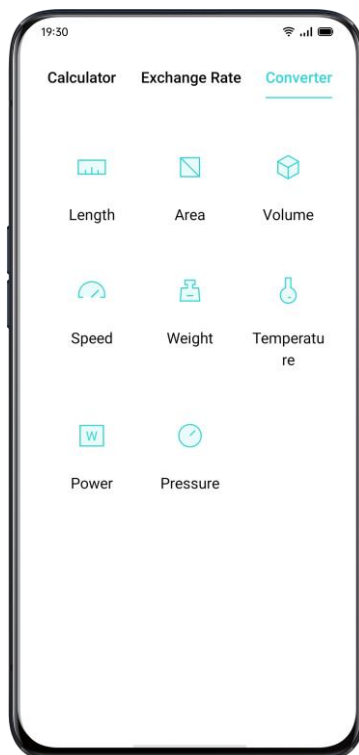 19:30
Calculator Exchange Rate Converter
Length Area Volume
Speed Weight Temperatu
re
W
Power Pressure